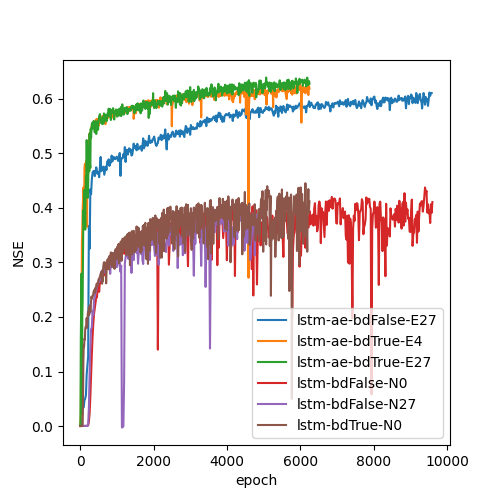 0.6
0.5
0.4
0.3
0.2
0.1
0.0
NSE
lstm-ae-bdFalse-E27
lstm-ae-bdTrue-E4
lstm-ae-bdTrue-E27
lstm-bdFalse-N0
lstm-bdFalse-N27
lstm-bdTrue-N0
0 2000 4000 6000 8000 10000
epoch